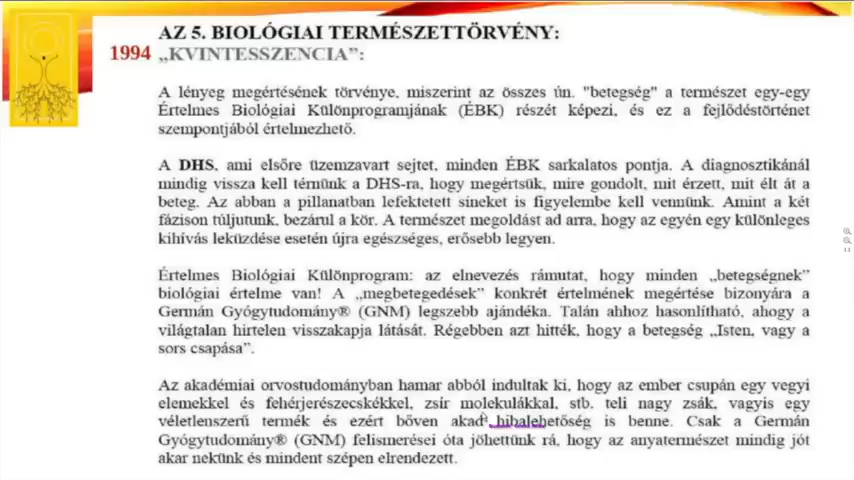 AZ 5. BIOLÓGIAI TERMÉSZETTÖRVÉNY:
1994 „KVINTESSZENCIA”:
A lényeg megértésének törvénye, miszerint az összes ún. "betegség" a természet egy-egy
Értelmes Biológiai Különprogramjának (ÉBK) részét képezi, és ez a fejlődéstörténet
szempontjából értelmezhető.
A DHS, ami elsőre üzemzavart sejtet, minden ÉBK sarkalatos pontja. A diagnosztikánál
mindig vissza kell térnünk a DHS-ra, hogy megértsük, mire gondolt, mit érzett, mit élt át a
beteg. Az abban a pillanatban lefektetett síneket is figyelembe kell vennünk. Amint a két
fázison túljutunk, bezárul a kör. A természet megoldást ad arra, hogy az egyén egy különleges
kihívás leküzdése esetén újra egészséges, erősebb legyen.
Értelmes Biológiai Különprogram: az elnevezés rámutat, hogy minden „betegségnek”
biológiai értelme van! A „megbetegedések” konkrét értelmének megértése bizonyára a
Germán Gyógytudomány® (GNM) legszebb ajándéka. Talán ahhoz hasonlítható, ahogy a
világtalan hirtelen visszakapja látását. Régebben azt hitték, hogy a betegség „Isten, vagy a
sors csapása”.
Az akadémiai orvostudományban hamar abból indultak ki, hogy az ember csupán egy vegyi
elemekkel és fehérjerészecskékkel, zsír molekulákkal, stb. teli nagy zsák, vagyis egy
véletlenszerű termék és ezért bőven akad hibalehetőség is benne. Csak a Germán
Gyógytudomány® (GNM) felismerései óta jöhettünk rá, hogy az anyatermészet mindig jót
akar nekünk és mindent szépen elrendezett.